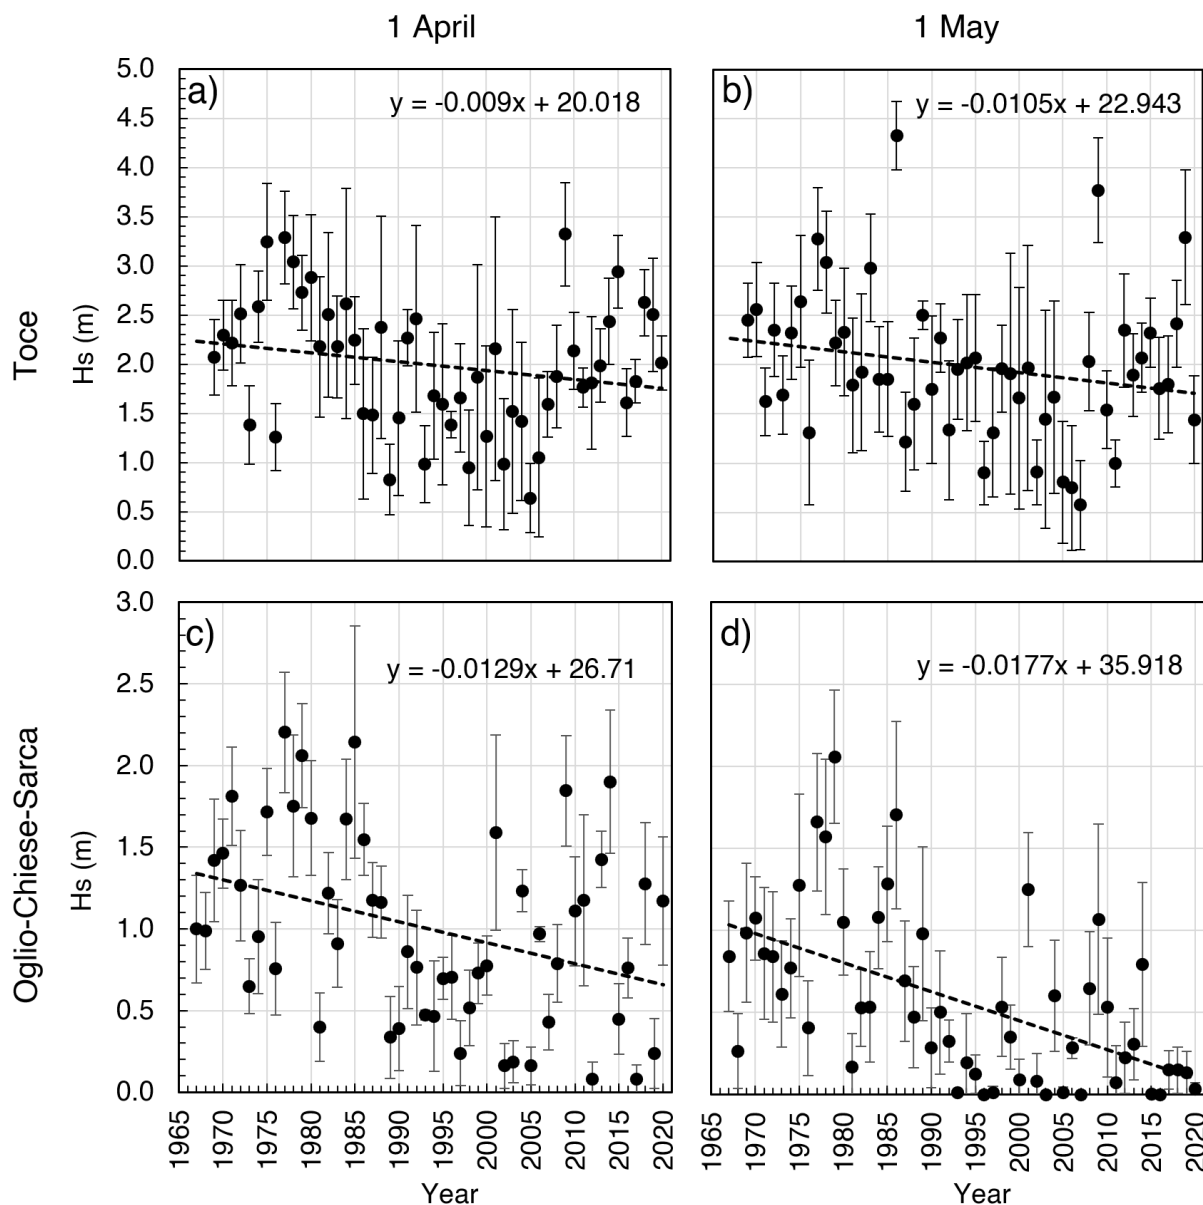 1 April
1 May
Toce
Hs (m)
a)
y = -0.009x + 20.018
b)
y = -0.0105x + 22.943
5.0
4.5
4.0
3.5
3.0
2.5
2.0
1.5
1.0
0.5
0.0
Oglio-Chiese-Sarca
Hs (m)
c)
y = -0.0129x + 26.71
d)
y = -0.0177x + 35.918
3.0
2.5
2.0
1.5
1.0
0.5
0.0
1965 1970 1975 1980 1985 1990 1995 2000 2005 2010 2015 2020
1965 1970 1975 1980 1985 1990 1995 2000 2005 2010 2015 2020
Year
Year